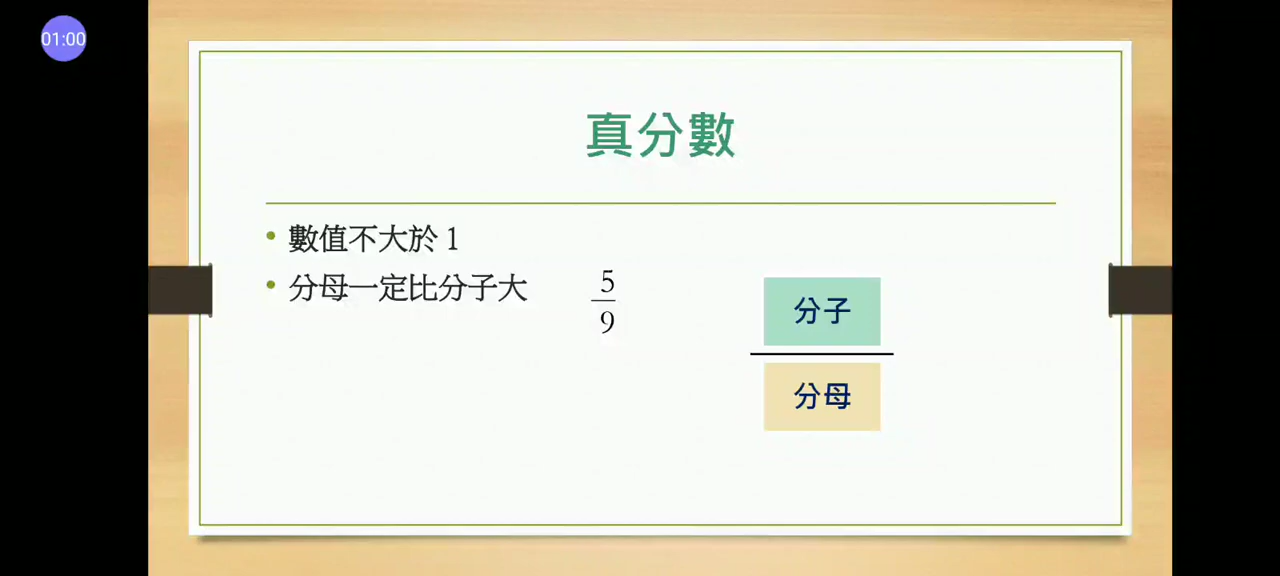 01:00
真分數
• 數值不大於 1
• 分母一定比分子大
5
9
分子
分母